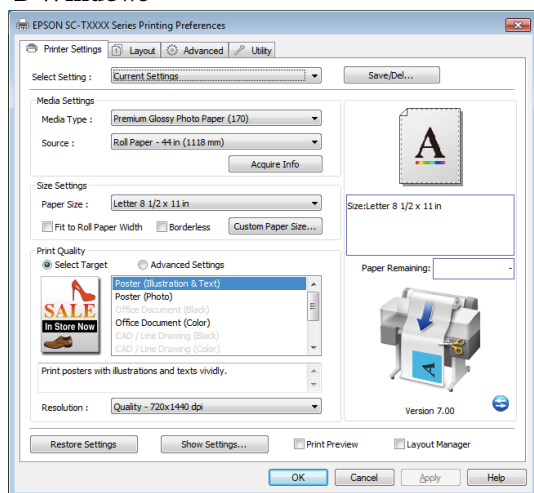 EPSON SC-TXXXX Series Printing Preferences
Printer Settings Layout Advanced Utility
Select Setting : Current Settings Save/Del...
Media Settings
Media Type : Premium Glossy Photo Paper (170)
Source : Roll Paper - 44 in (1118 mm)
Acquire Info
A
Size Settings
Paper Size : Letter 8 1/2 x 11 in
Fit to Roll Paper Width Borderless Custom Paper Size...
Size:Letter 8 1/2 x 11 in
Print Quality
Select Target Advanced Settings
Paper Remaining: -
SALE
In Store Now
Poster (Illustration & Text)
Poster (Photo)
Office Document (Black)
Office Document (Color)
CAD / Line Drawing (Black)
CAD / Line Drawing (Color)
Print posters with illustrations and texts vividly.
Resolution : Quality - 720x1440 dpi
A
Version 7.00
Restore Settings Show Settings... Print Preview Layout Manager
OK Cancel Apply Help